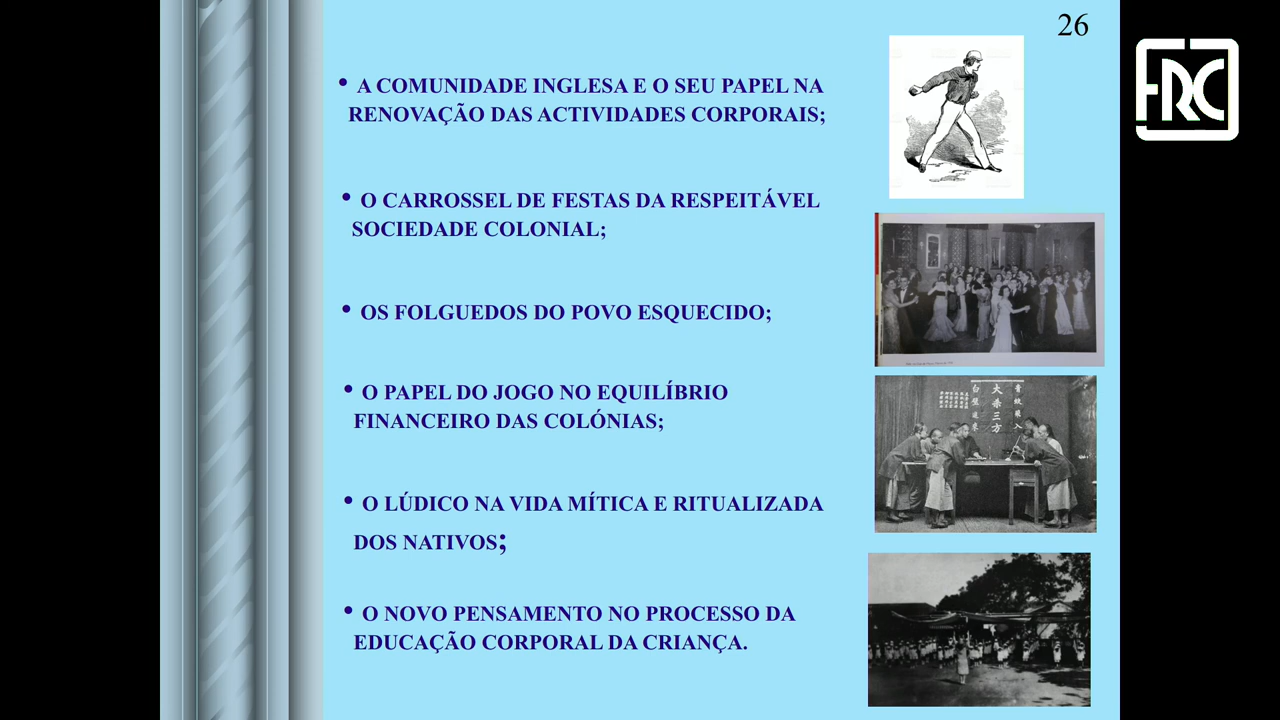 26
FRC
• A COMUNIDADE INGLESA E O SEU PAPEL NA
RENOVAÇÃO DAS ACTIVIDADES CORPORAIS;
• O CARROSSEL DE FESTAS DA RESPEITÁVEL
SOCIEDADE COLONIAL;
• OS FOLGUEDOS DO POVO ESQUECIDO;
• O PAPEL DO JOGO NO EQUILÍBRIO
FINANCEIRO DAS COLÓNIAS;
• O LÚDICO NA VIDA MÍTICA E RITUALIZADA
DOS NATIVOS;
• O NOVO PENSAMENTO NO PROCESSO DA
EDUCAÇÃO CORPORAL DA CRIANÇA.
大乘三方